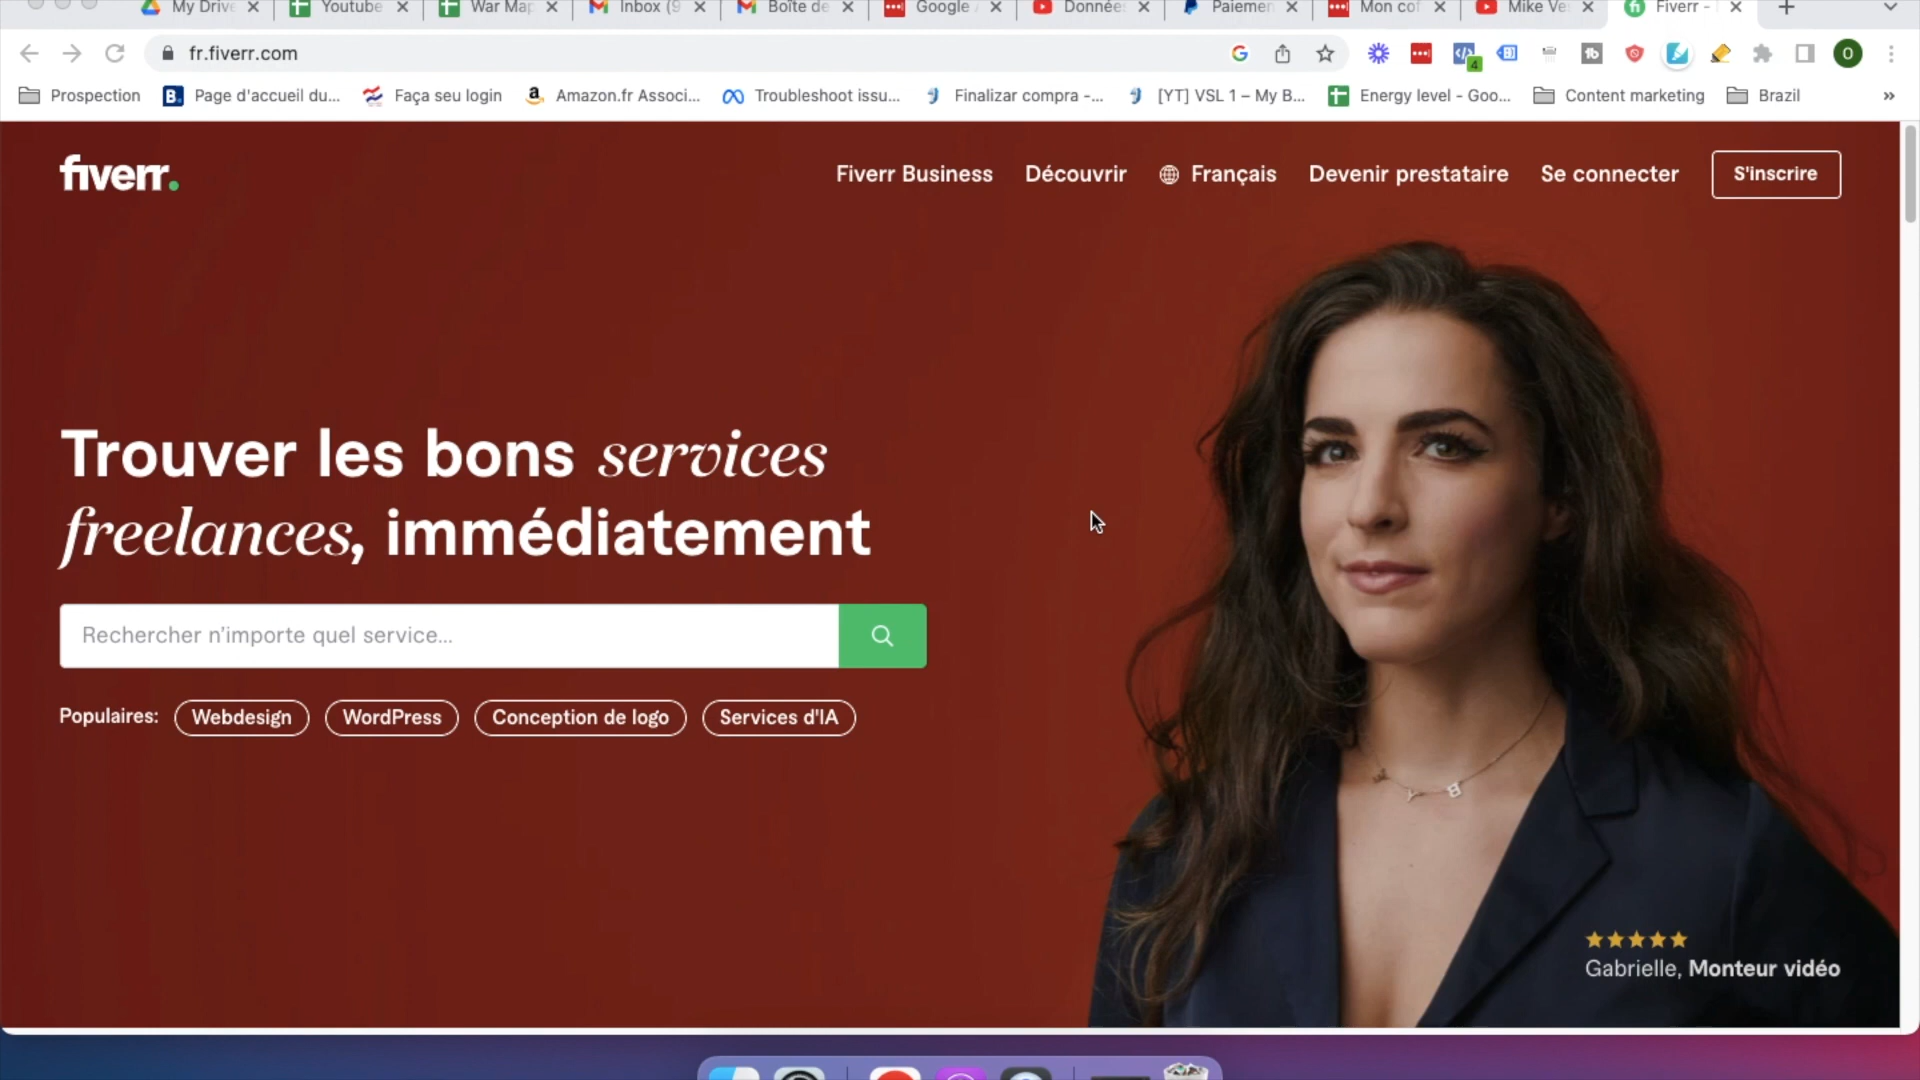 My Drive
Youtube
War Map
Inbox (9
Boîte de
Google
Données
Paiemen
Mon cof
Mike Ve
Fiverr -
fr.fiverr.com
4
O
Prospection
Page d'accueil du...
Faça seu login
Amazon.fr Associ...
Troubleshoot issu...
Finalizar compra -...
[YT] VSL 1 – My B...
Energy level - Goo...
Content marketing
Brazil
»
fiverr.
Fiverr Business
Découvrir
Français
Devenir prestataire
Se connecter
S'inscrire
Trouver les bons services
freelances, immédiatement
Rechercher n'importe quel service...
Populaires:
Webdesign
WordPress
Conception de logo
Services d'IA
Gabrielle, Monteur vidéo